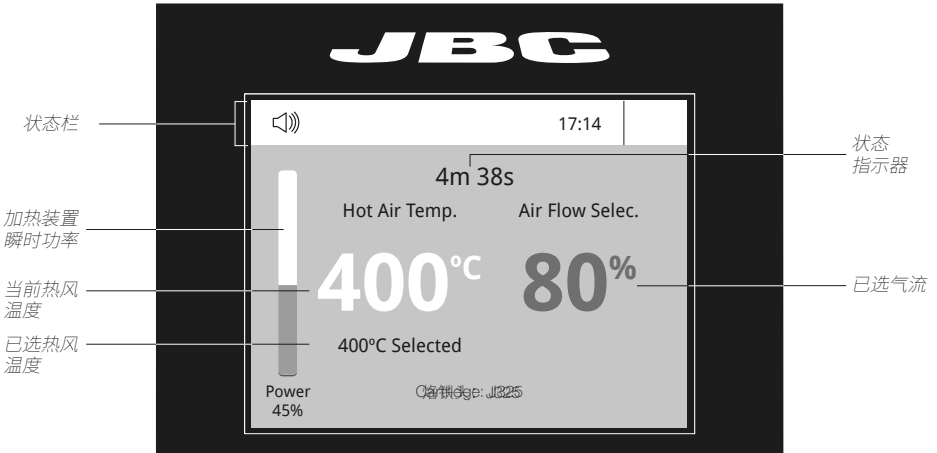 JBC
状态栏
17:14
状态
指示器
4m 38s
Hot Air Temp.
Air Flow Selec.
加热装置
瞬时功率
400ºC
80%
当前热风
温度
已选气流
已选热风
温度
400ºC Selected
Power
45%